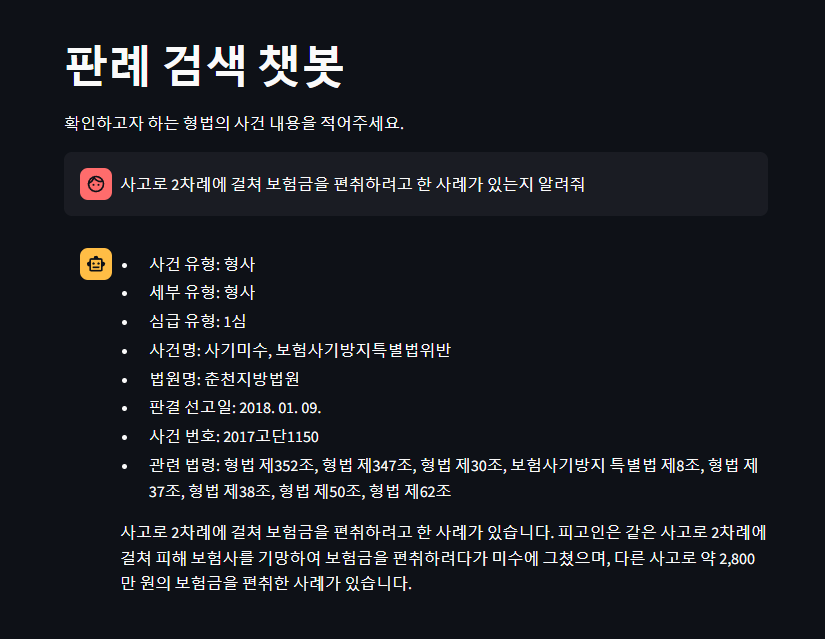 판례 검색 챗봇
확인하고자 하는 형법의 사건 내용을 적어주세요.
사고로 2차례에 걸쳐 보험금을 편취하려고 한 사례가 있는지 알려줘
• 사건 유형: 형사
• 세부 유형: 형사
• 심급 유형: 1심
• 사건명: 사기미수, 보험사기방지특별법위반
• 법원명: 춘천지방법원
• 판결 선고일: 2018. 01. 09.
• 사건 번호: 2017고단1150
• 관련 법령: 형법 제352조, 형법 제347조, 형법 제30조, 보험사기방지 특별법 제8조, 형법 제
37조, 형법 제38조, 형법 제50조, 형법 제62조
사고로 2차례에 걸쳐 보험금을 편취하려고 한 사례가 있습니다. 피고인은 같은 사고로 2차례에
걸쳐 피해 보험사를 기망하여 보험금을 편취하려다가 미수에 그쳤으며, 다른 사고로 약 2,800
만 원의 보험금을 편취한 사례가 있습니다.